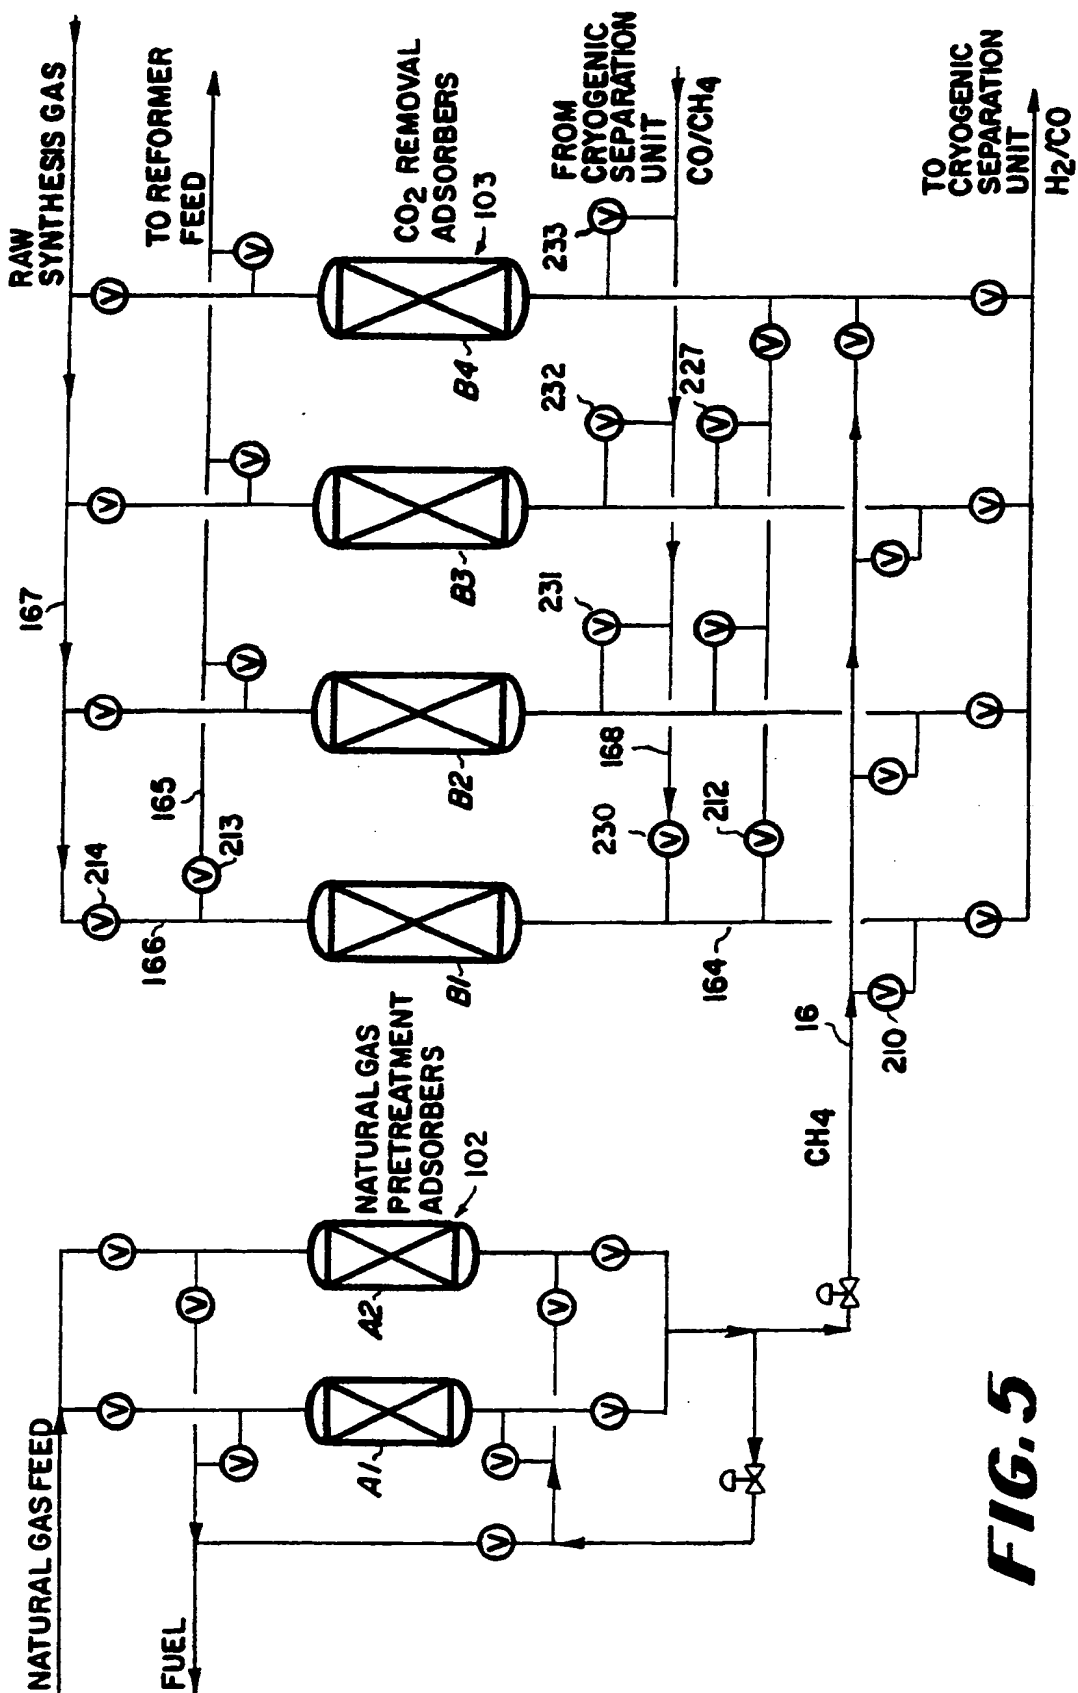 NATURAL GAS FEED
RAW
SYNTHESIS GAS
167
V
V
V
214
V
V
V
FUEL
166
165
TO REFORMER
FEED
V
V
213
V
V
V
V
A1
A2
NATURAL GAS
PRETREATMENT
ADSORBERS
102
B1
B2
B3
B4
CO2 REMOVAL
ADSORBERS
103
V
V
V
V
V
231
V
232
V
233
V
FROM
CRYOGENIC
SEPARATION
UNIT
CO/CH4
230
V
168
164
212
V
V
227
V
V
CH4
16
V
210
V
V
V
V
V
V
V
TO
CRYOGENIC
SEPARATION
UNIT
H2/CO
FIG. 5